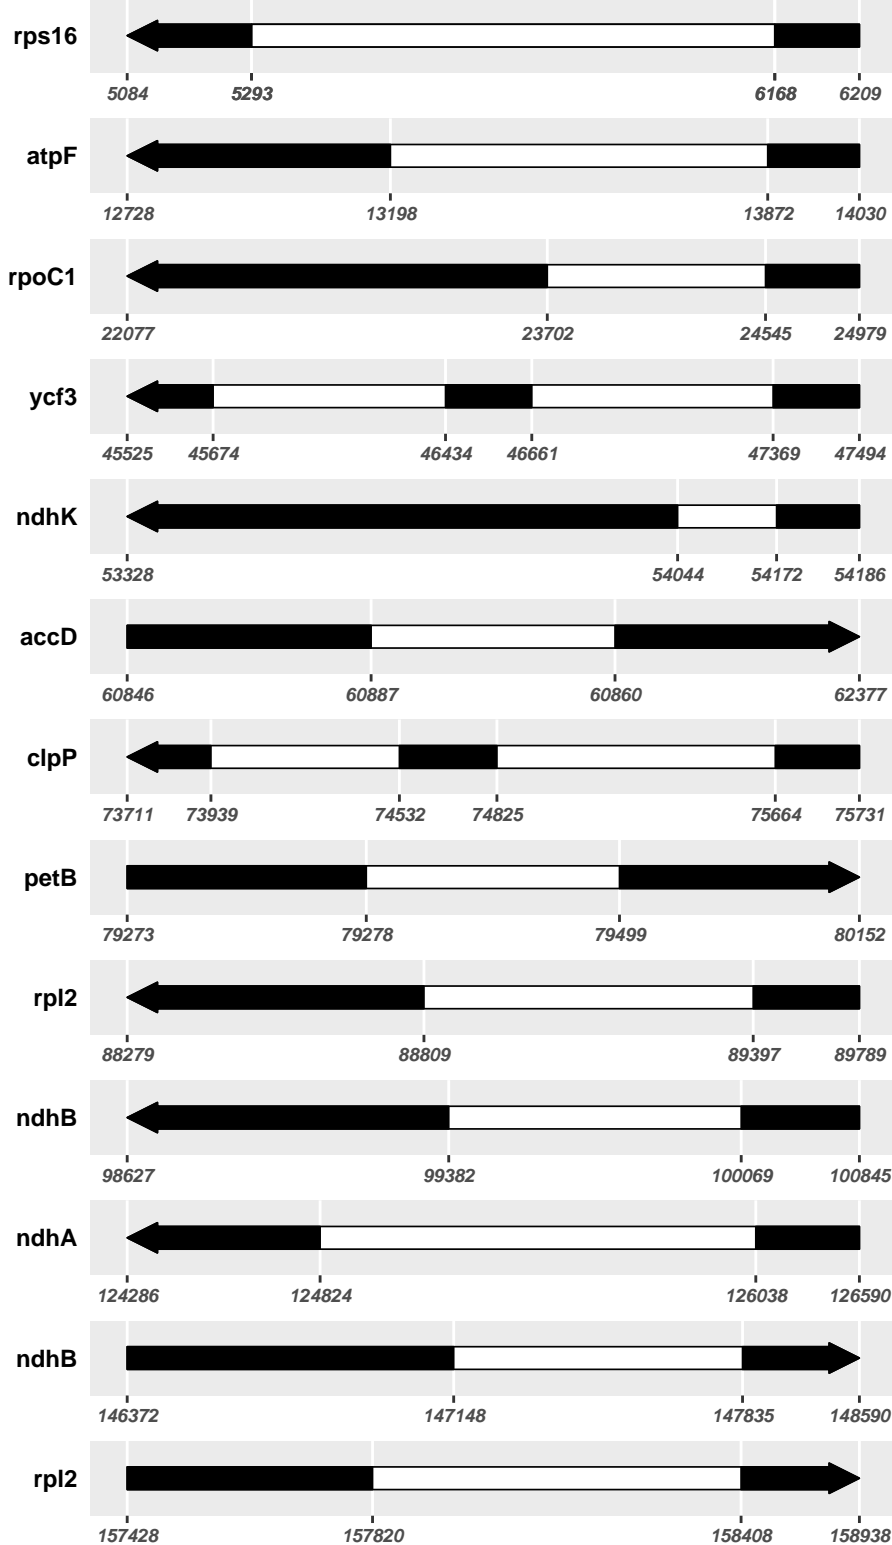 rps16
5084 5293 6168 6209
atpF
12728 13198 13872 14030
rpoC1
22077 23702 24545 24979
ycf3
45525 45674 46434 46661 47369 47494
ndhK
53328 54044 54172 54186
accD
60846 60887 60860 62377
clpP
73711 73939 74532 74825 75664 75731
petB
79273 79278 79499 80152
rpl2
88279 88809 89397 89789
ndhB
98627 99382 100069 100845
ndhA
124286 124824 126038 126590
ndhB
146372 147148 147835 148590
rpl2
157428 157820 158408 158938